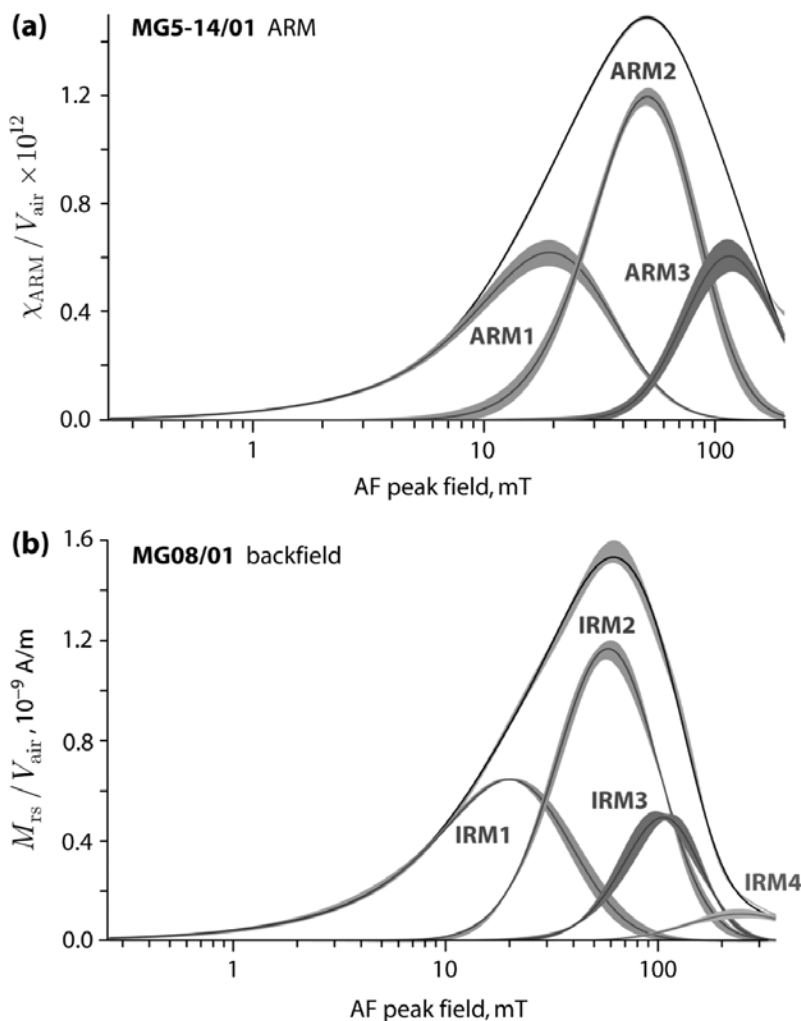 (a)
MG5-14/01 ARM
χARM / Vair × 10^12
1.2
0.8
0.4
0.0
ARM2
ARM3
ARM1
1
10
100
AF peak field, mT
(b)
MG08/01 backfield
Mrs / Vair, 10^−9 A/m
1.6
1.2
0.8
0.4
0.0
IRM2
IRM3
IRM1
IRM4
1
10
100
AF peak field, mT